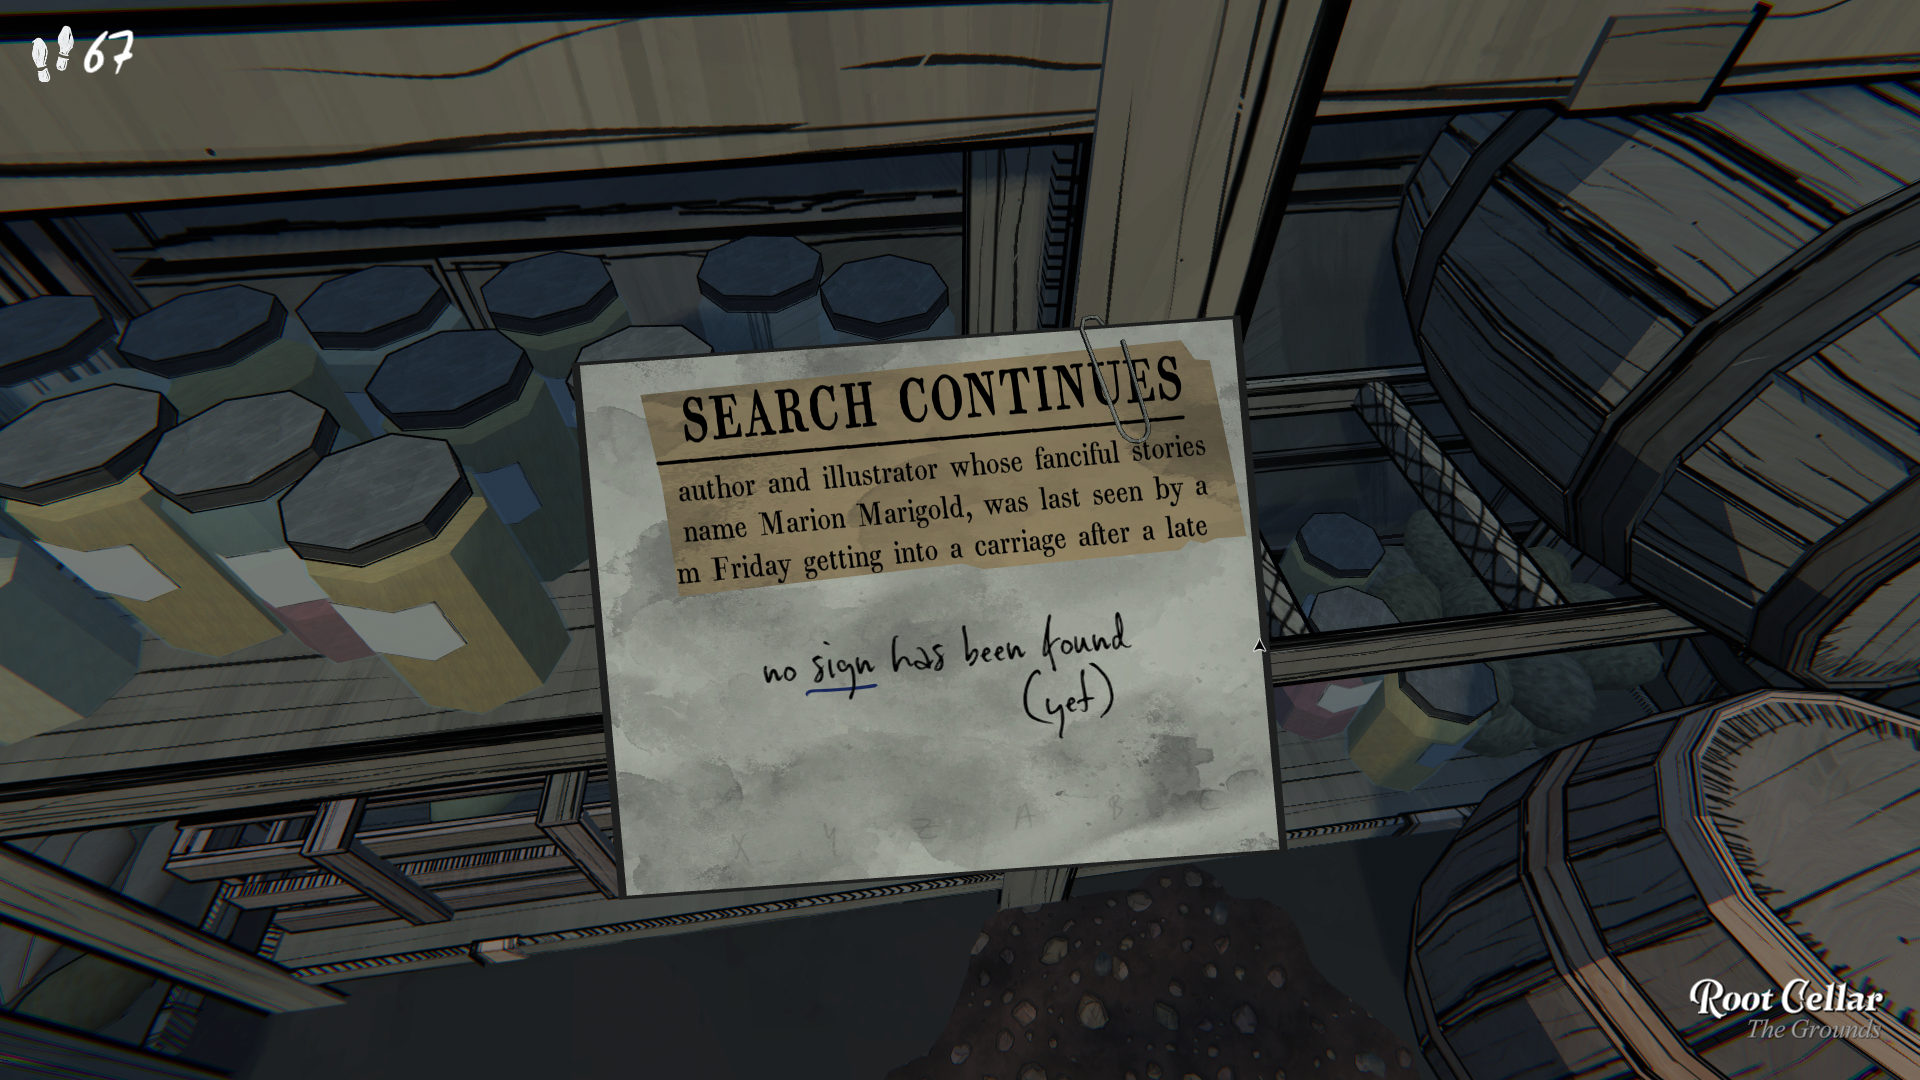 67
SEARCH CONTINUES
author and illustrator whose fanciful stories
name Marion Marigold, was last seen by a
m Friday getting into a carriage after a late
no sign has been found
(yet)
X Y Z A B C
Root Cellar
The Grounds